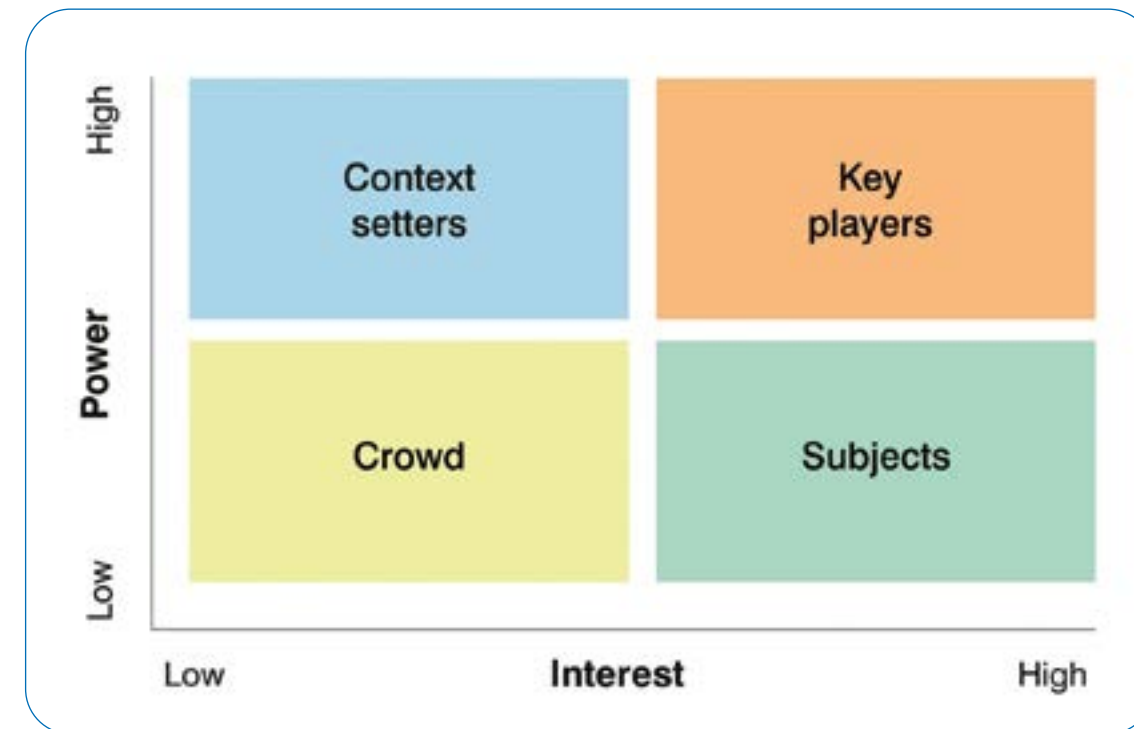 High
Context
setters
Key
players
Power
Crowd
Subjects
Low
Low
Interest
High